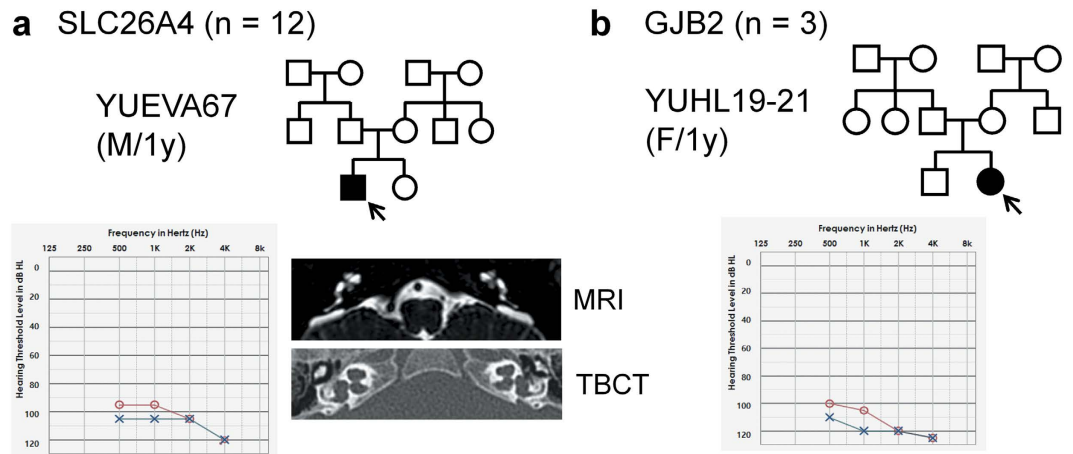 a SLC26A4 (n = 12)
YUEVA67
(M/1y)
Frequency in Hertz (Hz)
125 250 500 1K 2K 4K 8k
Hearing Threshold Level in dB HL
0
20
40
60
80
100
120
MRI
TBCT
b GJB2 (n = 3)
YUHL19-21
(F/1y)
Frequency in Hertz (Hz)
125 250 500 1K 2K 4K 8k
Hearing Threshold Level in dB HL
0
20
40
60
80
100
120